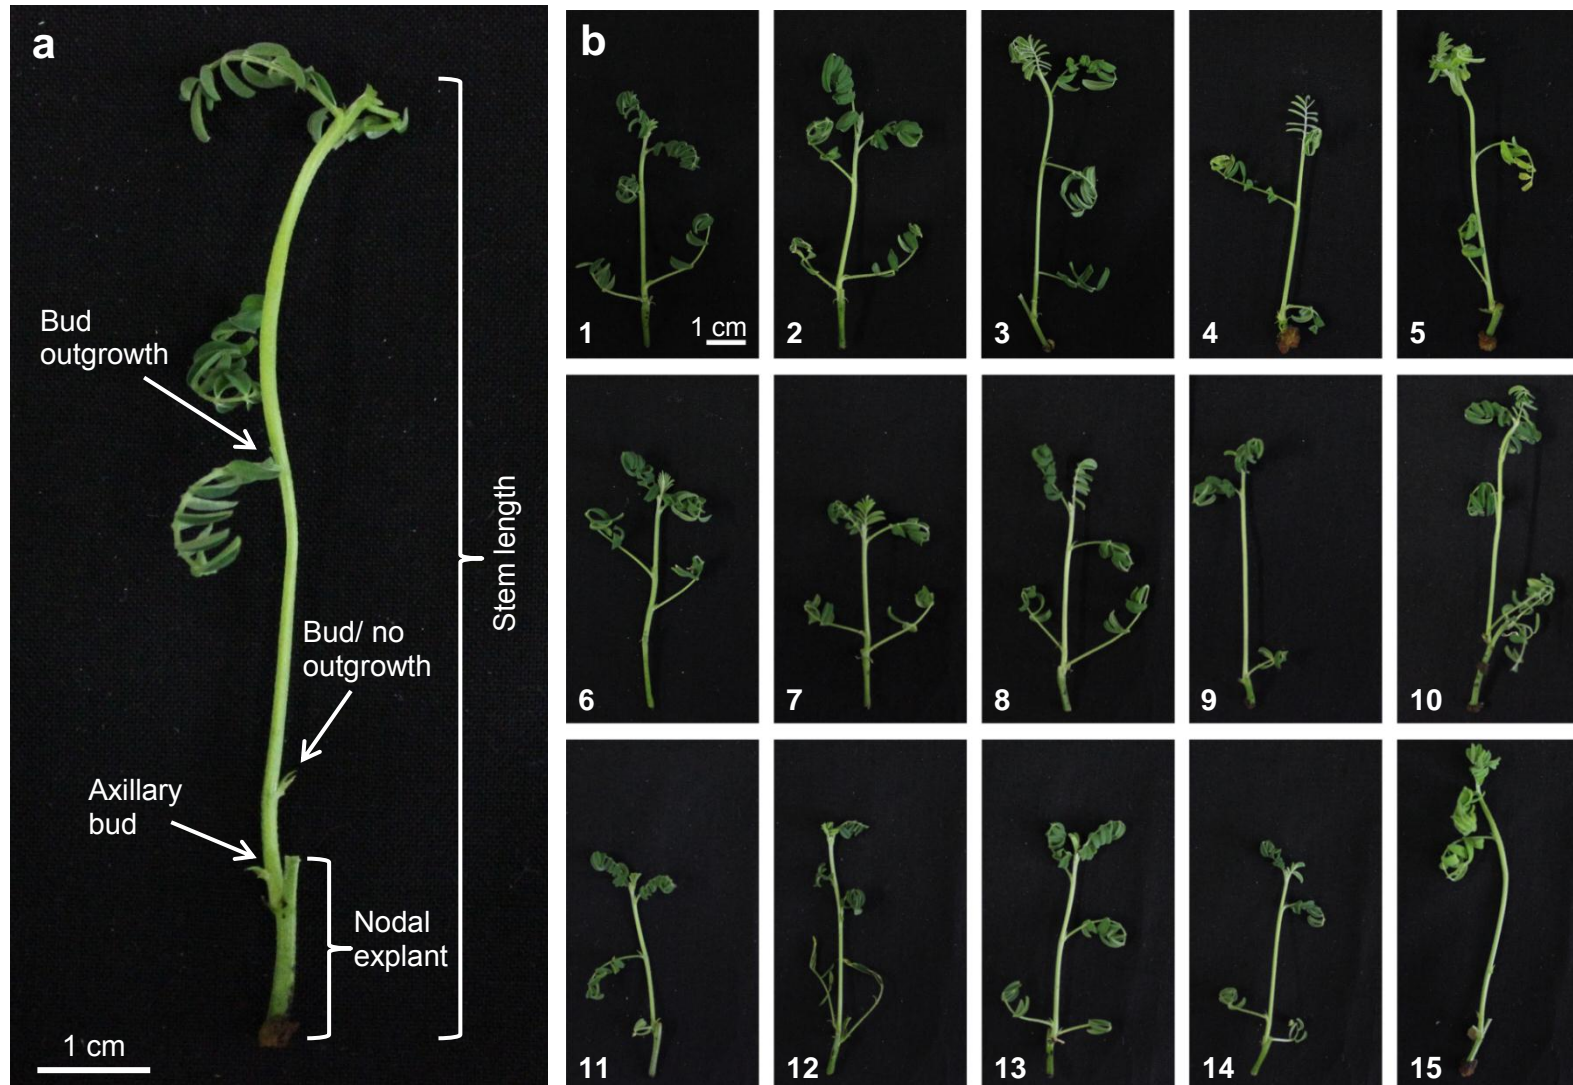 a
Bud
outgrowth
Bud/ no
outgrowth
Axillary
bud
Nodal
explant
Stem length
1 cm
b
1
1 cm
2
3
4
5
6
7
8
9
10
11
12
13
14
15